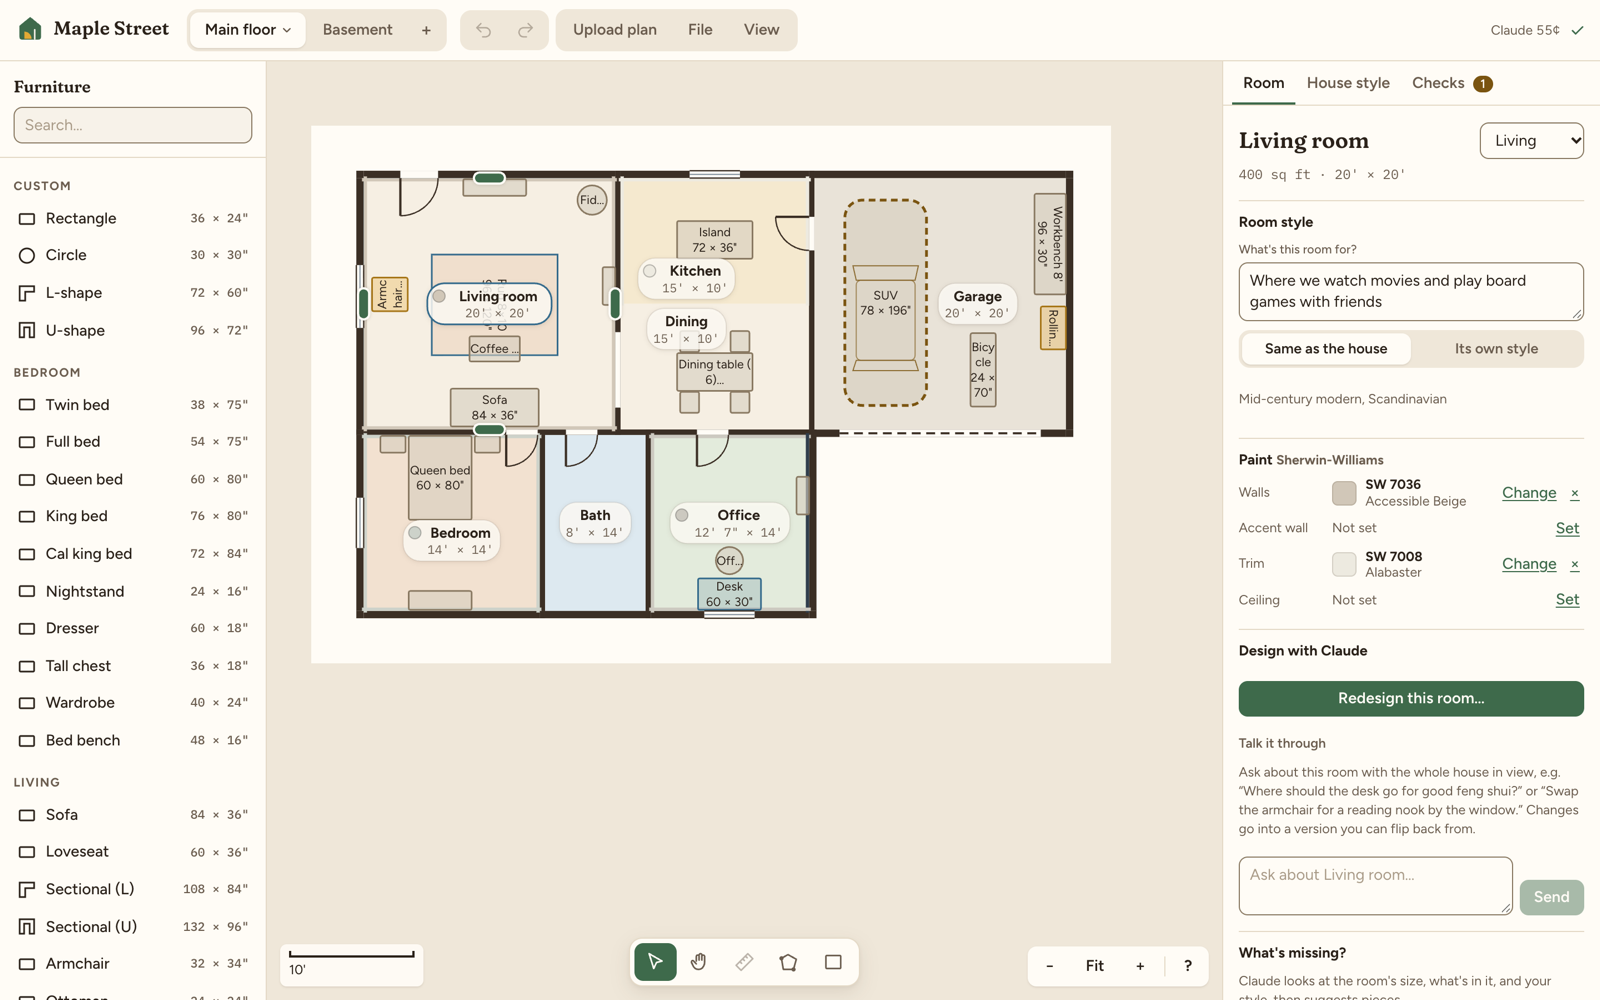 Maple Street
Main floor
Basement
+
Upload plan
File
View
Claude 55¢
Furniture
Search...
CUSTOM
Rectangle 36 × 24"
Circle 30 × 30"
L-shape 72 × 60"
U-shape 96 × 72"
BEDROOM
Twin bed 38 × 75"
Full bed 54 × 75"
Queen bed 60 × 80"
King bed 76 × 80"
Cal king bed 72 × 84"
Nightstand 24 × 16"
Dresser 60 × 18"
Tall chest 36 × 18"
Wardrobe 40 × 24"
Bed bench 48 × 16"
LIVING
Sofa 84 × 36"
Loveseat 60 × 36"
Sectional (L) 108 × 84"
Sectional (U) 132 × 96"
Armchair 32 × 34"
Fid...
Armc
hair...
Living room
20' × 20'
Coffee ...
Sofa
84 × 36"
Island
72 × 36"
Kitchen
15' × 10'
Dining
15' × 10'
Dining table (
6)...
SUV
78 × 196"
Garage
20' × 20'
Workbench 8'
96 × 30"
Rollin...
Bicy
cle
24 ×
70"
Queen bed
60 × 80"
Bedroom
14' × 14'
Bath
8' × 14'
Office
12' 7" × 14'
Off...
Desk
60 × 30"
10'
-
Fit
+
?
Room
House style
Checks 1
Living room
Living
400 sq ft · 20' × 20'
Room style
What's this room for?
Where we watch movies and play board
games with friends
Same as the house
Its own style
Mid-century modern, Scandinavian
Paint Sherwin-Williams
Walls
SW 7036
Accessible Beige
Change ×
Accent wall Not set Set
Trim
SW 7008
Alabaster
Change ×
Ceiling Not set Set
Design with Claude
Redesign this room...
Talk it through
Ask about this room with the whole house in view, e.g.
“Where should the desk go for good feng shui?” or “Swap
the armchair for a reading nook by the window.” Changes
go into a version you can flip back from.
Ask about Living room...
Send
What's missing?
Claude looks at the room's size, what's in it, and your